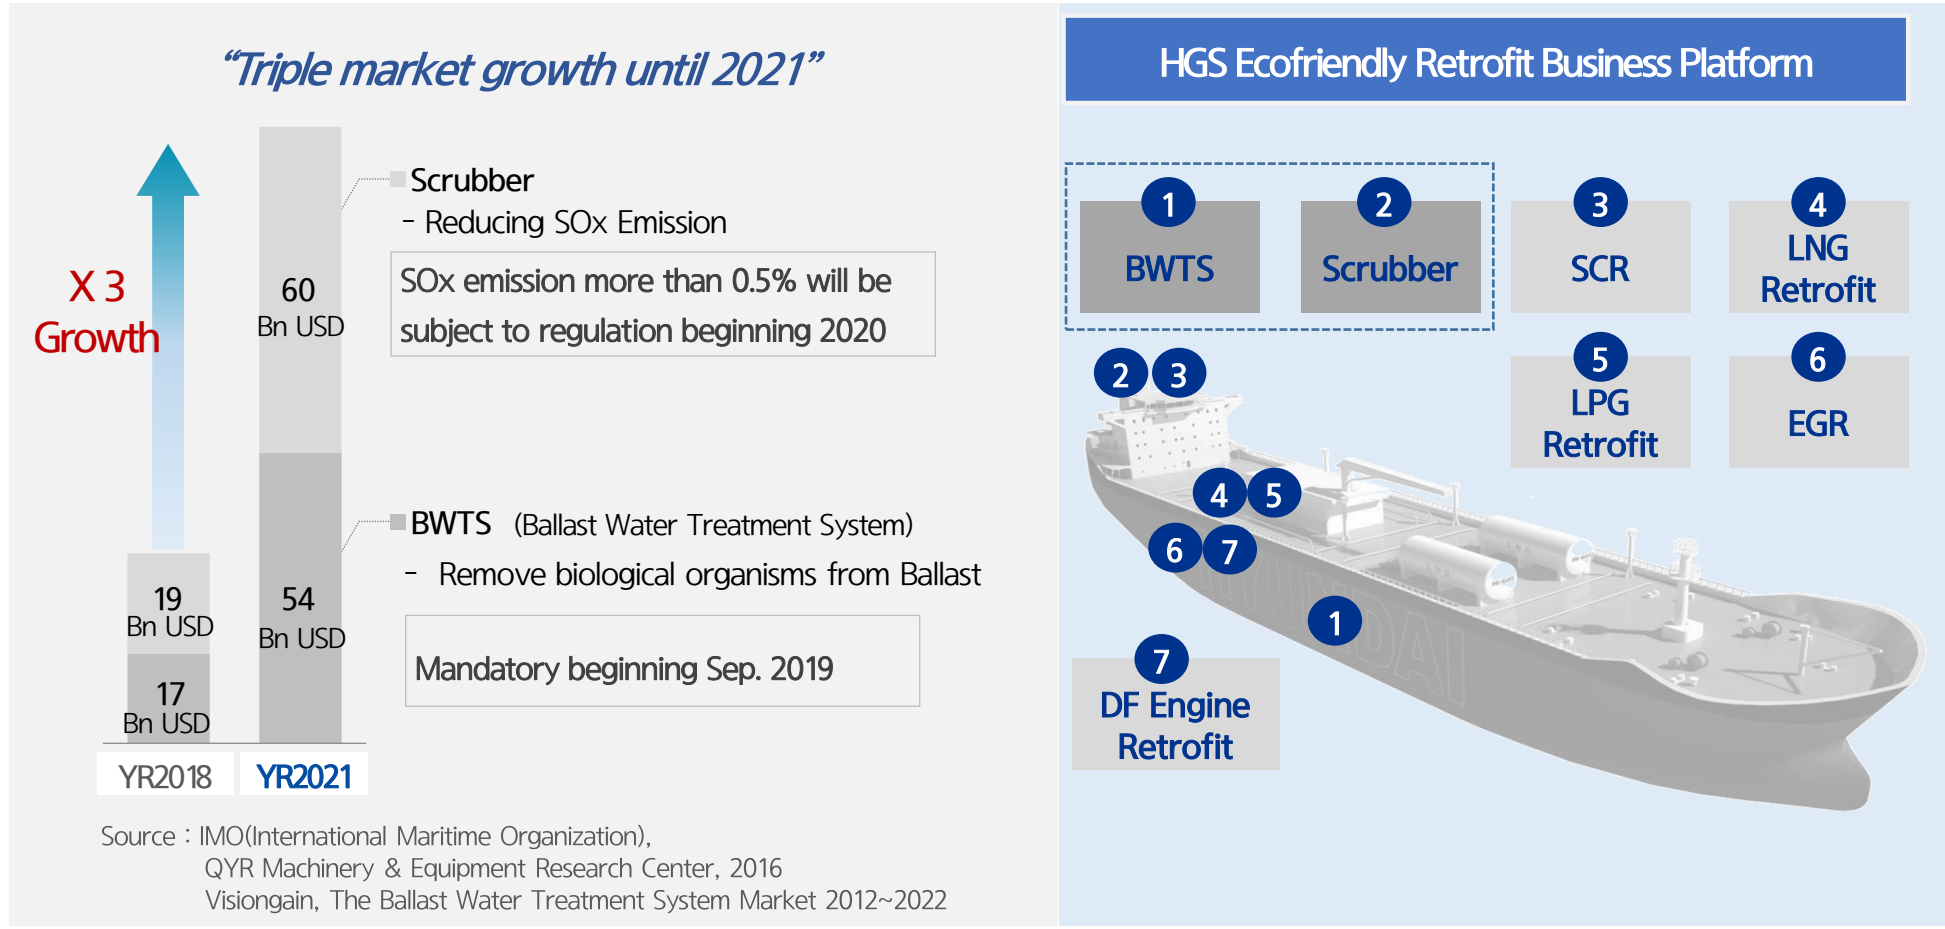 “Triple market growth until 2021”
X 3
Growth
60
Bn USD
54
Bn USD
19
Bn USD
17
Bn USD
YR2018
YR2021
Scrubber
- Reducing SOx Emission
SOx emission more than 0.5% will be
subject to regulation beginning 2020
BWTS (Ballast Water Treatment System)
- Remove biological organisms from Ballast
Mandatory beginning Sep. 2019
Source : IMO(International Maritime Organization),
QYR Machinery & Equipment Research Center, 2016
Visiongain, The Ballast Water Treatment System Market 2012~2022
HGS Ecofriendly Retrofit Business Platform
1
BWTS
2
Scrubber
3
SCR
4
LNG
Retrofit
5
LPG
Retrofit
6
EGR
2 3
4 5
6 7
1
LNG
LNG
HYUNDAI
7
DF Engine
Retrofit